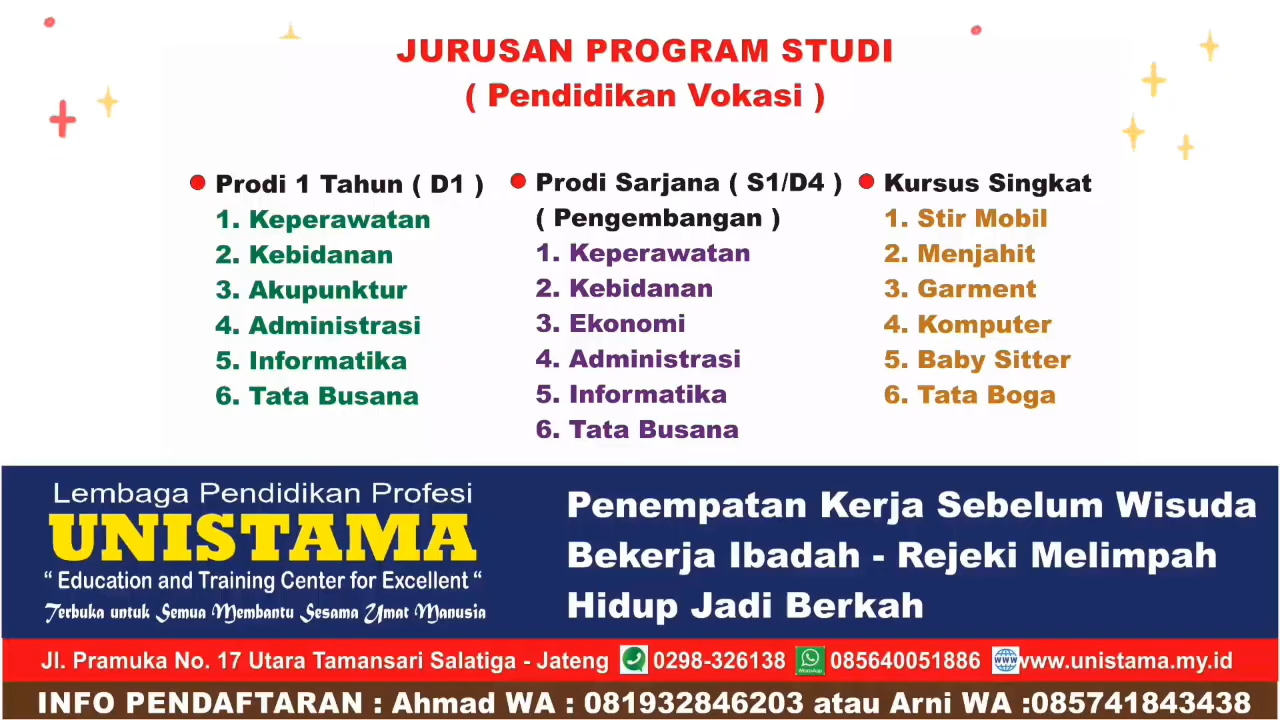 JURUSAN PROGRAM STUDI
( Pendidikan Vokasi )
Prodi 1 Tahun ( D1 )
1. Keperawatan
2. Kebidanan
3. Akupunktur
4. Administrasi
5. Informatika
6. Tata Busana
Prodi Sarjana ( S1/D4 )
( Pengembangan )
1. Keperawatan
2. Kebidanan
3. Ekonomi
4. Administrasi
5. Informatika
6. Tata Busana
Kursus Singkat
1. Stir Mobil
2. Menjahit
3. Garment
4. Komputer
5. Baby Sitter
6. Tata Boga
Lembaga Pendidikan Profesi
UNISTAMA
“ Education and Training Center for Excellent “
Terbuka untuk Semua Membantu Sesama Umat Manusia
Penempatan Kerja Sebelum Wisuda
Bekerja Ibadah - Rejeki Melimpah
Hidup Jadi Berkah
Jl. Pramuka No. 17 Utara Tamansari Salatiga - Jateng 0298-326138 WhatsApp 085640051886 www www.unistama.my.id
INFO PENDAFTARAN : Ahmad WA : 081932846203 atau Arni WA :085741843438